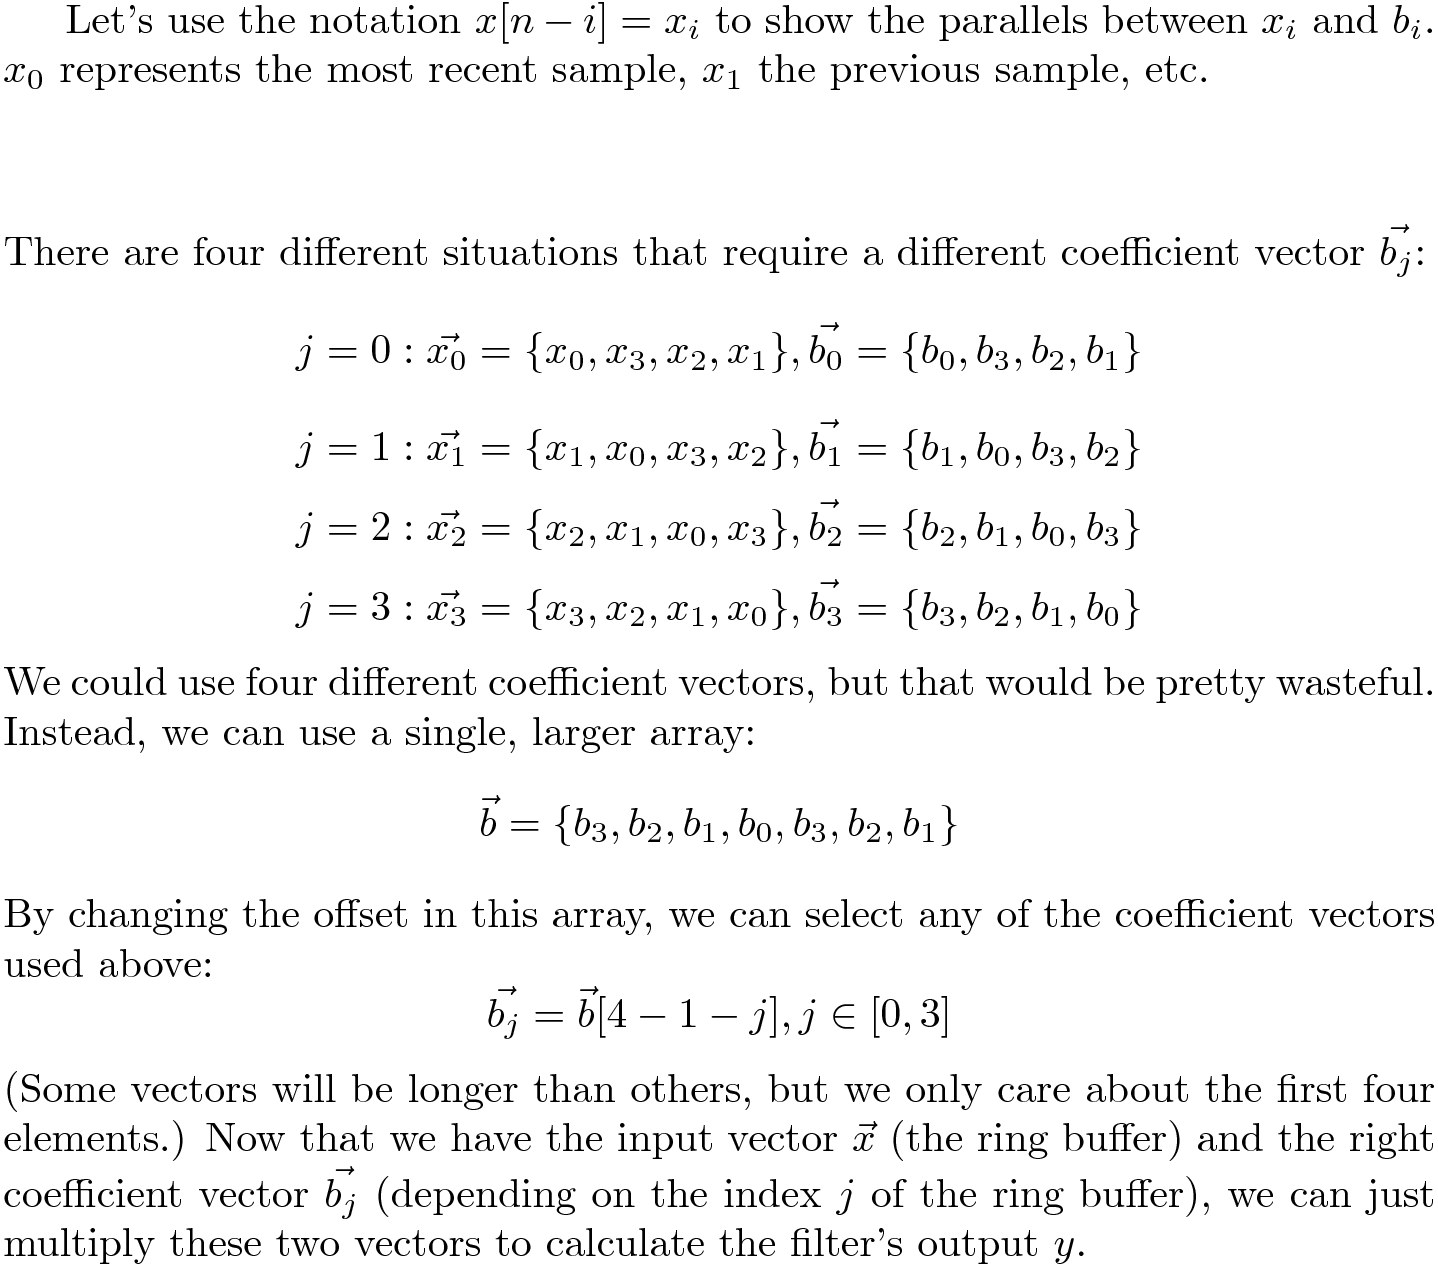 Let's use the notation x[n − i] = x_i to show the parallels between x_i and b_i.
x_0 represents the most recent sample, x_1 the previous sample, etc.
There are four different situations that require a different coefficient vector \vec{b_j}:
j = 0 : \vec{x_0} = {x_0, x_3, x_2, x_1}, \vec{b_0} = {b_0, b_3, b_2, b_1}
j = 1 : \vec{x_1} = {x_1, x_0, x_3, x_2}, \vec{b_1} = {b_1, b_0, b_3, b_2}
j = 2 : \vec{x_2} = {x_2, x_1, x_0, x_3}, \vec{b_2} = {b_2, b_1, b_0, b_3}
j = 3 : \vec{x_3} = {x_3, x_2, x_1, x_0}, \vec{b_3} = {b_3, b_2, b_1, b_0}
We could use four different coefficient vectors, but that would be pretty wasteful.
Instead, we can use a single, larger array:
\vec{b} = {b_3, b_2, b_1, b_0, b_3, b_2, b_1}
By changing the offset in this array, we can select any of the coefficient vectors
used above:
\vec{b_j} = \vec{b}[4 − 1 − j], j ∈ [0, 3]
(Some vectors will be longer than others, but we only care about the first four
elements.) Now that we have the input vector \vec{x} (the ring buffer) and the right
coefficient vector \vec{b_j} (depending on the index j of the ring buffer), we can just
multiply these two vectors to calculate the filter's output y.